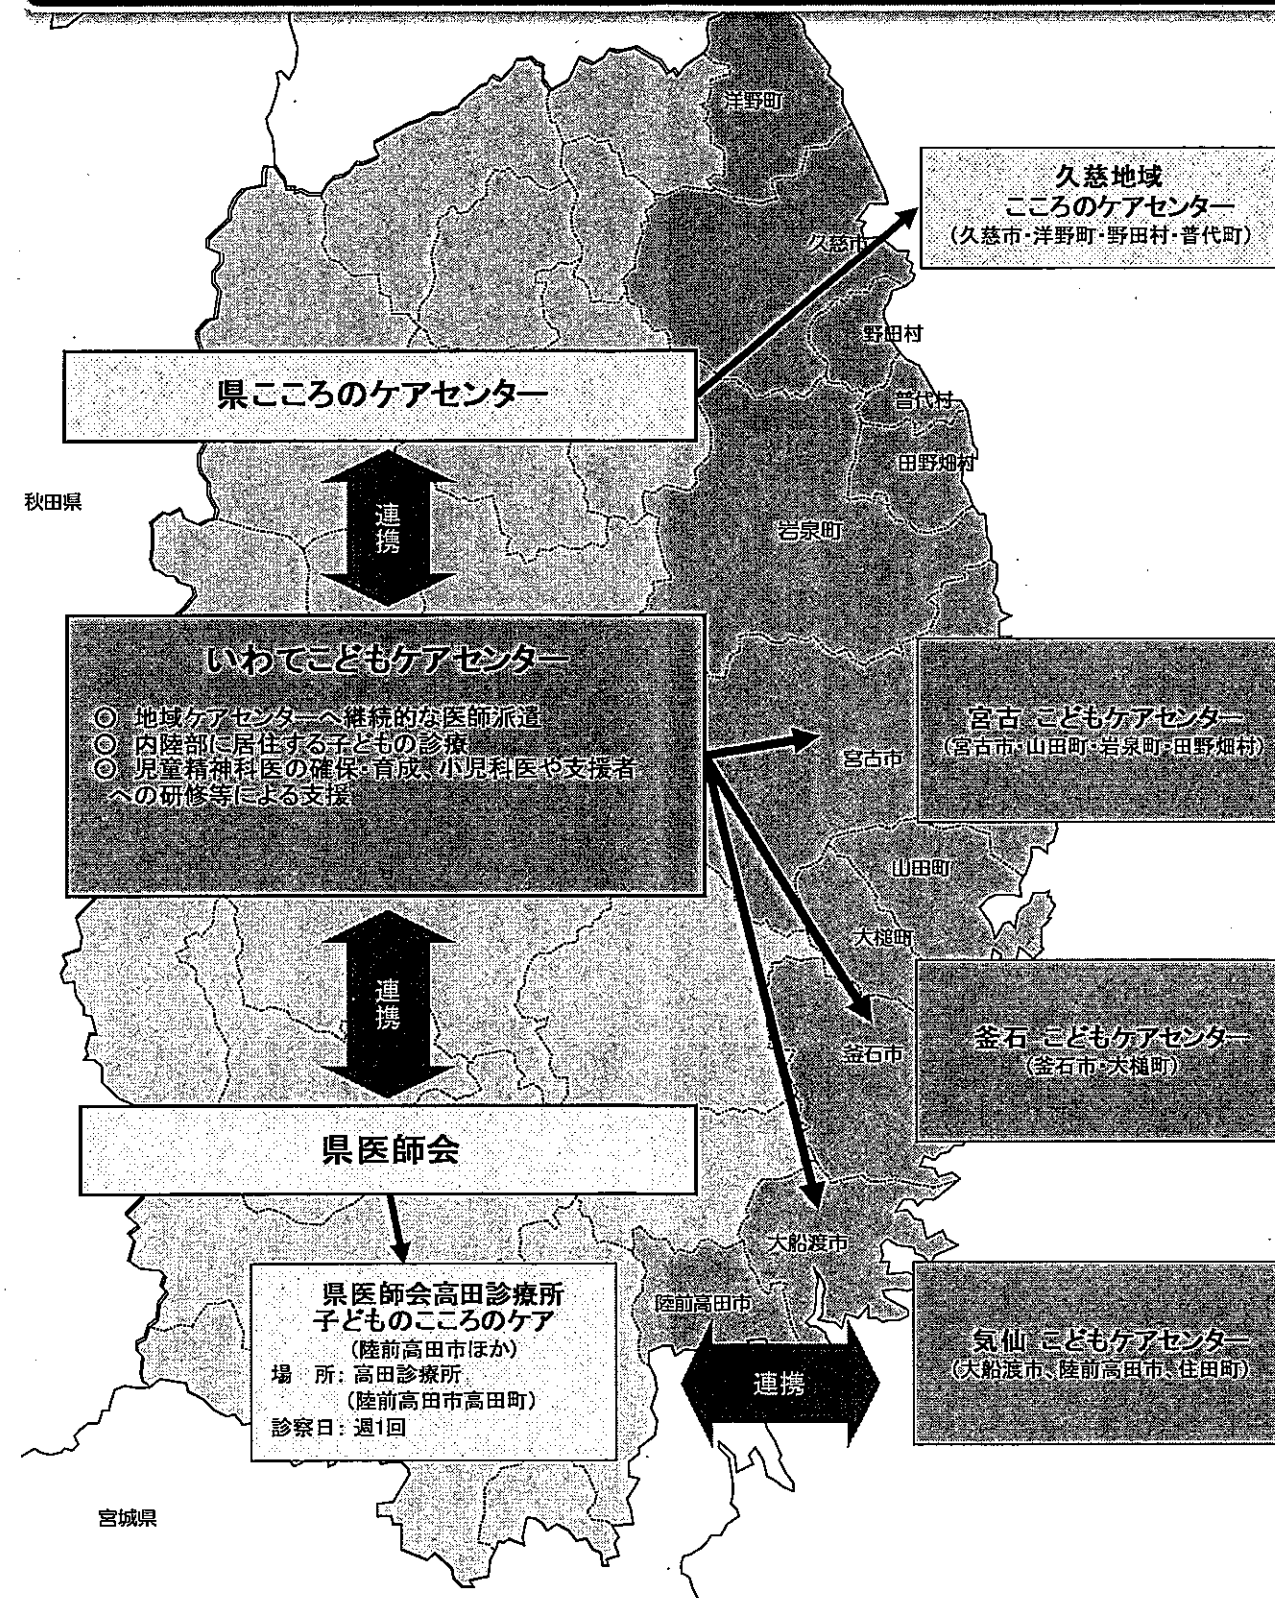 洋野町
久慈地域
こころのケアセンター
(久慈市・洋野町・野田村・普代町)
久慈市
野田村
県こころのケアセンター
普代村
田野畑村
秋田県
連携
岩泉町
いわてこどもケアセンター
○ 地域ケアセンターへ継続的な医師派遣
○ 内陸部に居住する子どもの診療
○ 児童精神科医の確保・育成、小児科医や支援者
への研修等による支援
宮古 こどもケアセンター
(宮古市・山田町・岩泉町・田野畑村)
宮古市
山田町
大槌町
連携
釜石 こどもケアセンター
(釜石市・大槌町)
釜石市
県医師会
大船渡市
県医師会高田診療所
子どものこころのケア
(陸前高田市ほか)
場　所: 高田診療所
(陸前高田市高田町)
診察日: 週1回
陸前高田市
連携
気仙 こどもケアセンター
(大船渡市、陸前高田市、住田町)
宮城県